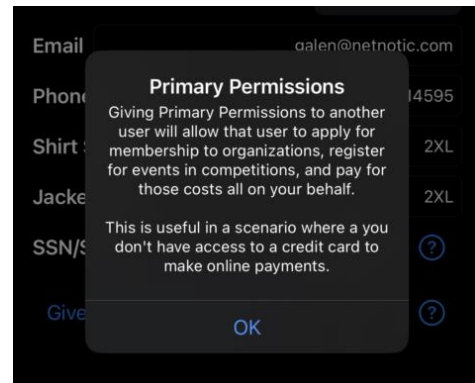 Email galen@netnotic.com
Primary Permissions
Phone 4595
Giving Primary Permissions to another
user will allow that user to apply for
Shirt 2XL
membership to organizations, register
for events in competitions, and pay for
those costs all on your behalf.
Jacke 2XL
This is useful in a scenario where a you
don't have access to a credit card to
SSN/S ?
make online payments.
Give ?
OK